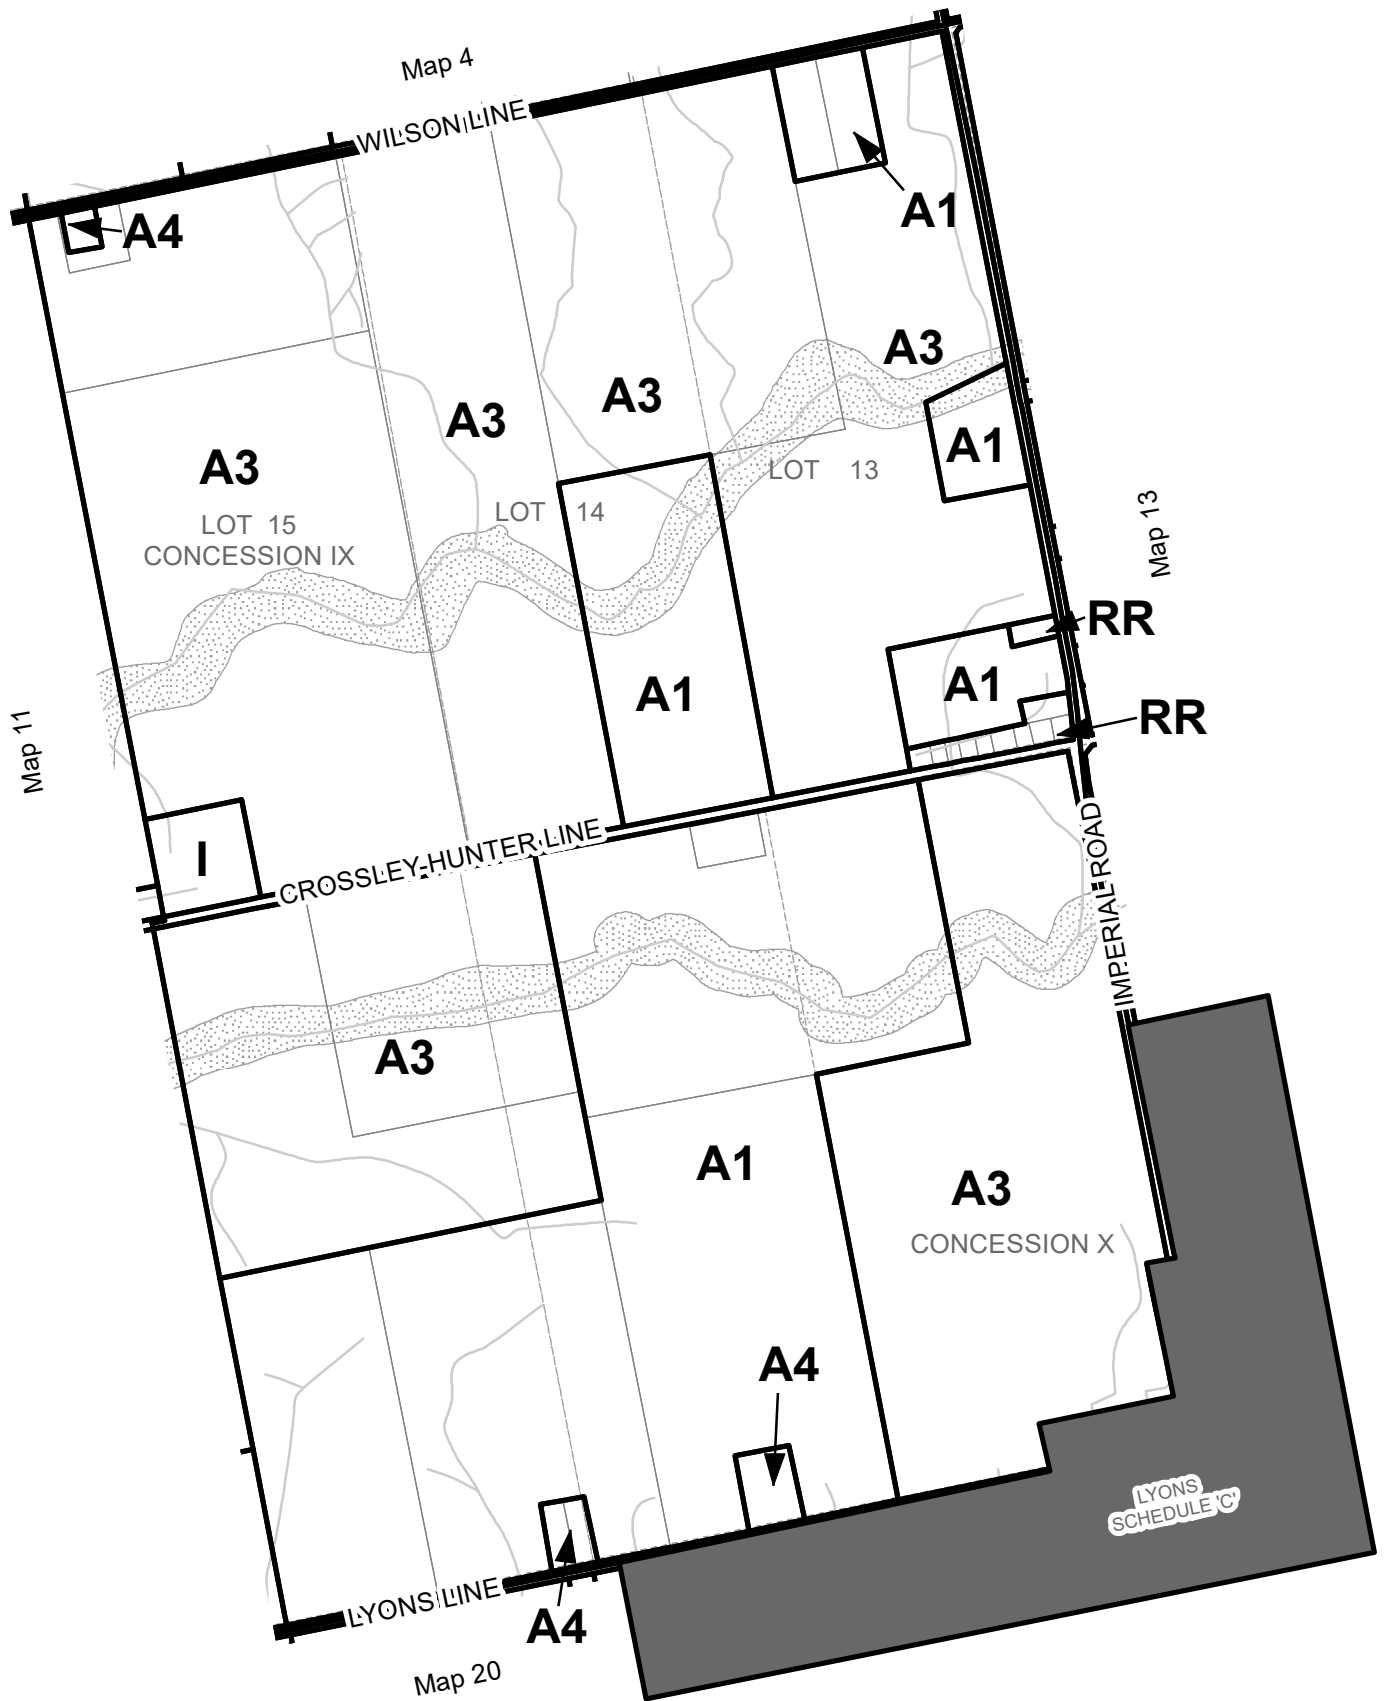 Map 4
WILSON LINE
A1
A4
A3
A3
A3
A3
A1
LOT 13
LOT 14
LOT 15
CONCESSION IX
Map 13
RR
A1
A1
RR
Map 11
I
CROSSLEY-HUNTER LINE
IMPERIAL ROAD
A3
A1
A3
CONCESSION X
A4
LYONS
SCHEDULE 'C'
LYONS LINE
A4
Map 20